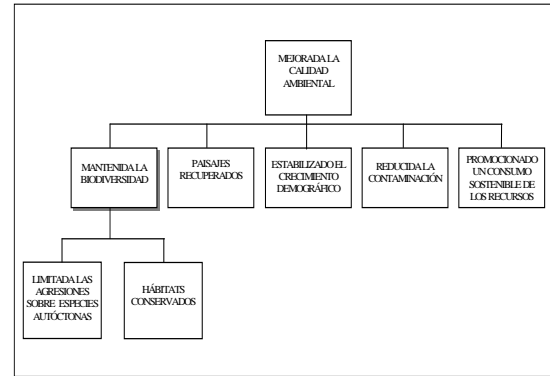 MEJORADA LA
CALIDAD
AMBIENTAL
MANTENIDA LA
BIODIVERSIDAD
PAISAJES
RECUPERADOS
ESTABILIZADO EL
CRECIMIENTO
DEMOGRÁFICO
REDUCIDA LA
CONTAMINACIÓN
PROMOCIONADO
UN CONSUMO
SOSTENIBLE DE
LOS RECURSOS
LIMITADA LAS
AGRESIONES
SOBRE ESPECIES
AUTÓCTONAS
HÁBITATS
CONSERVADOS